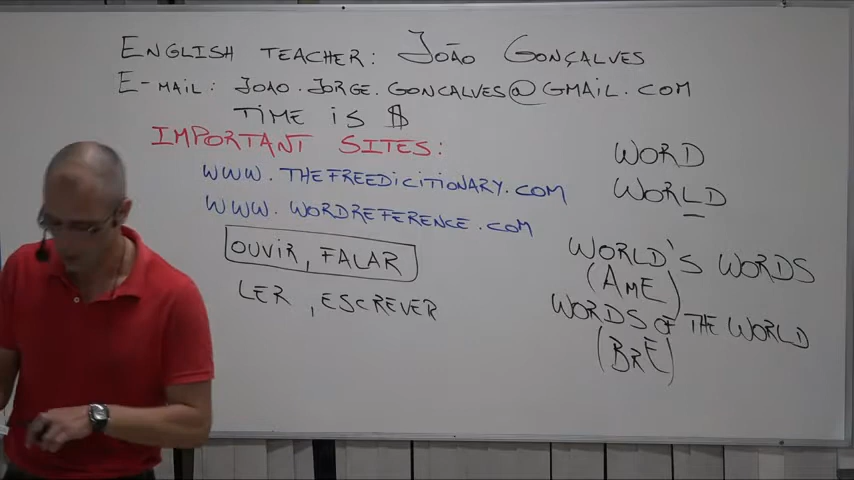 ENGLISH TEACHER: JOÃO GONÇALVES
E-MAIL: JOAO.JORGE.GONCALVES@GMAIL.COM
TIME IS $
IMPORTANT SITES:
WWW.THEFREEDICITIONARY.COM
WWW.WORDREFERENCE.COM
OUVIR, FALAR
LER, ESCREVER
WORD
WORLD
WORLD'S WORDS
(AME)
WORDS OF THE WORLD
(BRE)